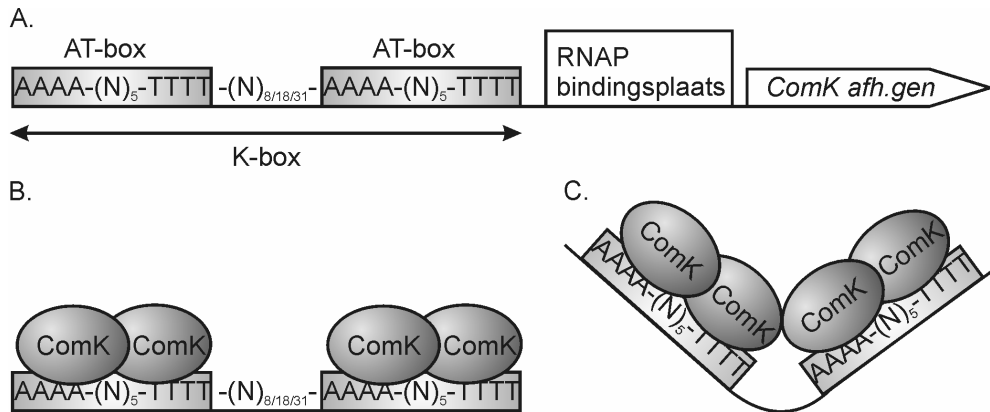 A.
AT-box
AT-box
AAAA-(N)5-TTTT -(N)8/18/31- AAAA-(N)5-TTTT
RNAP
bindingsplaats
ComK afh.gen
K-box
B.
ComK ComK
ComK ComK
AAAA-(N)5-TTTT -(N)8/18/31- AAAA-(N)5-TTTT
C.
ComK
ComK
ComK
ComK
AAAA-(N)5-TTTT
AAAA-(N)5-TTTT